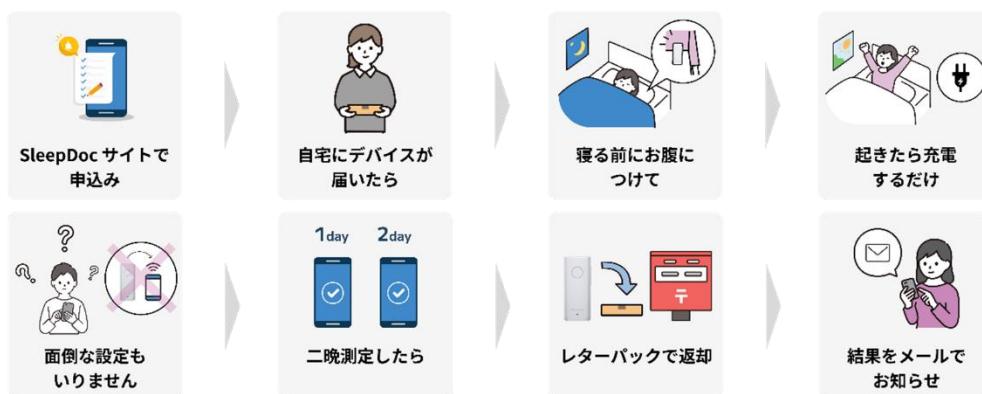 SleepDoc サイトで
申込み
自宅にデバイスが
届いたら
寝る前にお腹に
つけて
起きたら充電
するだけ
面倒な設定も
いりません
1day 2day
二晩測定したら
レターパックで返却
結果をメールで
お知らせ